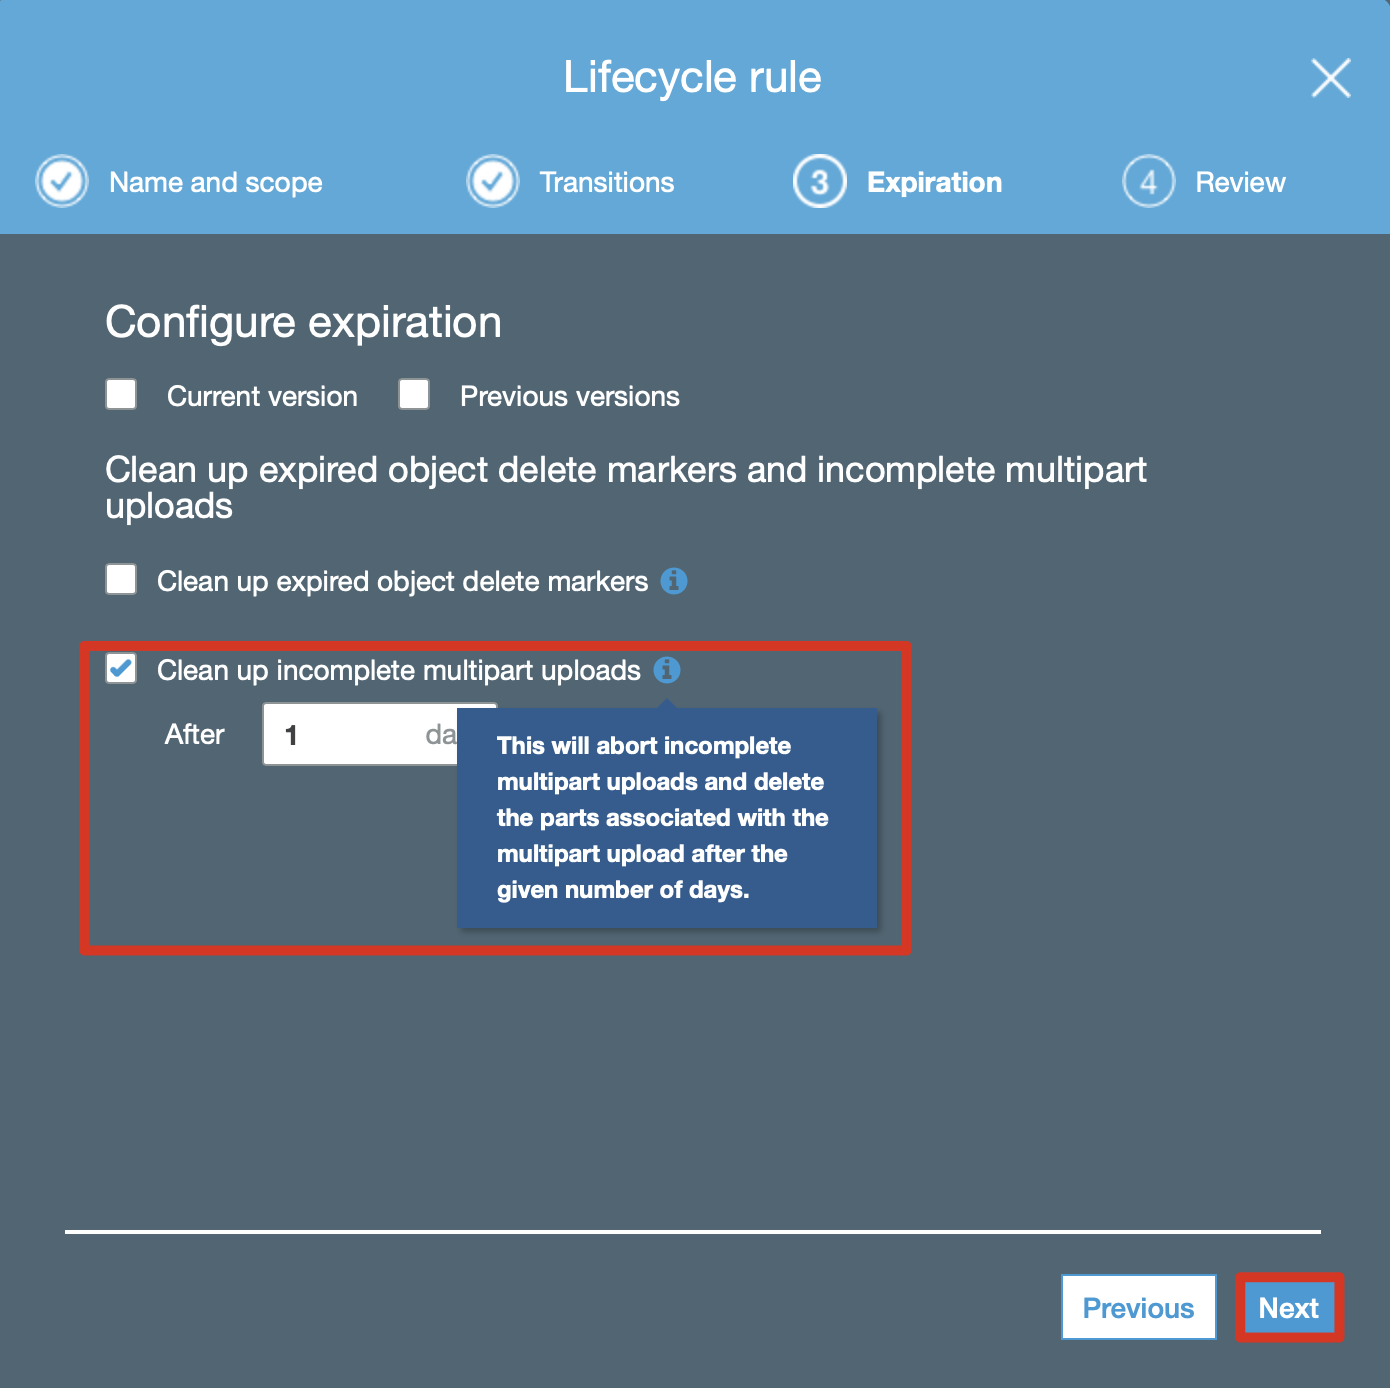 Lifecycle rule
Name and scope
Transitions
3 Expiration
4 Review
Configure expiration
Current version
Previous versions
Clean up expired object delete markers and incomplete multipart
uploads
Clean up expired object delete markers
Clean up incomplete multipart uploads
After
1
This will abort incomplete
multipart uploads and delete
the parts associated with the
multipart upload after the
given number of days.
Previous
Next